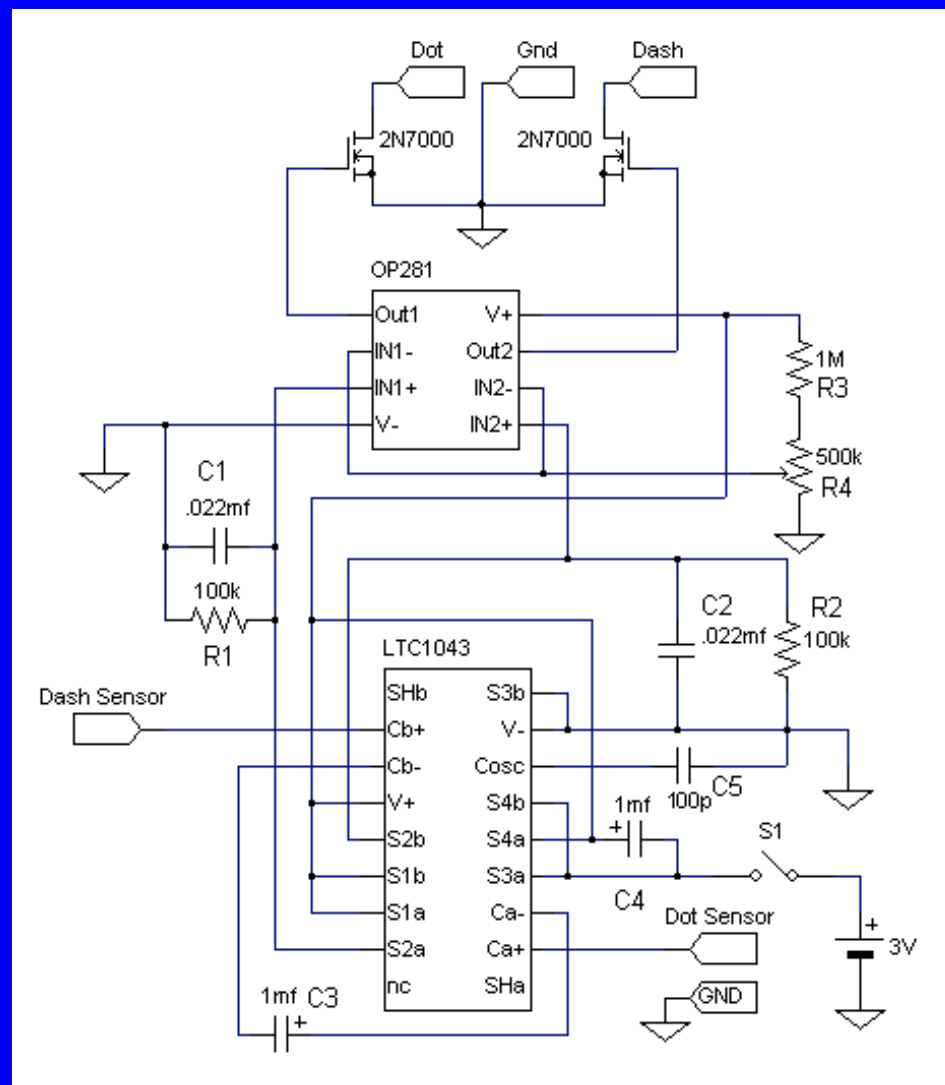 Dot Gnd Dash
2N7000 2N7000
OP281
Out1 V+
IN1- Out2
IN1+ IN2-
V- IN2+
1M
R3
500k
R4
C1
.022mf
100k
R1
C2
.022mf
R2
100k
LTC1043
Dash Sensor
SHb S3b
Cb+ V-
Cb- Cosc
V+ S4b
S2b S4a
S1b S3a
S1a Ca-
S2a Ca+
nc SHa
100p C5
1mf
+
C4
S1
Dot Sensor
+
3V
GND
1mf C3
+